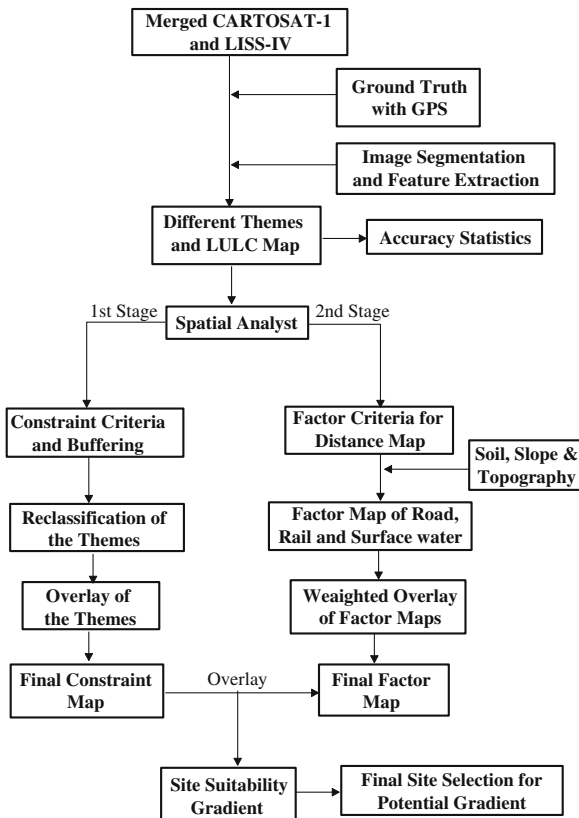 Merged CARTOSAT-1
and LISS-IV
Ground Truth
with GPS
Image Segmentation
and Feature Extraction
Different Themes
and LULC Map
Accuracy Statistics
1st Stage
Spatial Analyst
2nd Stage
Constraint Criteria
and Buffering
Factor Criteria for
Distance Map
Soil, Slope &
Topography
Reclassification of
the Themes
Factor Map of Road,
Rail and Surface water
Overlay of
the Themes
Weaighted Overlay
of Factor Maps
Final Constraint
Map
Overlay
Final Factor
Map
Site Suitability
Gradient
Final Site Selection for
Potential Gradient